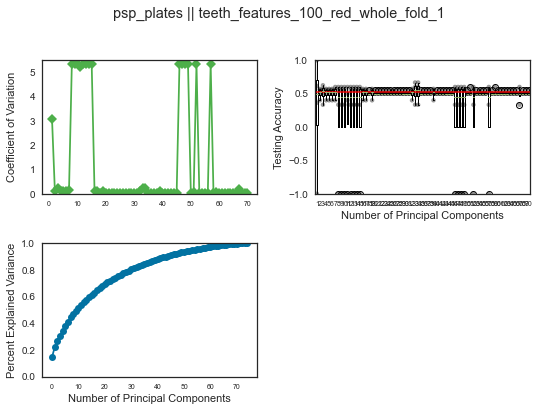 psp_plates || teeth_features_100_red_whole_fold_1
Coefficient of Variation
5
4
3
2
1
0
0 10 20 30 40 50 60 70
Testing Accuracy
1.0
0.5
0.0
−0.5
−1.0
Number of Principal Components
Percent Explained Variance
1.0
0.8
0.6
0.4
0.2
0.0
0 10 20 30 40 50 60 70
Number of Principal Components